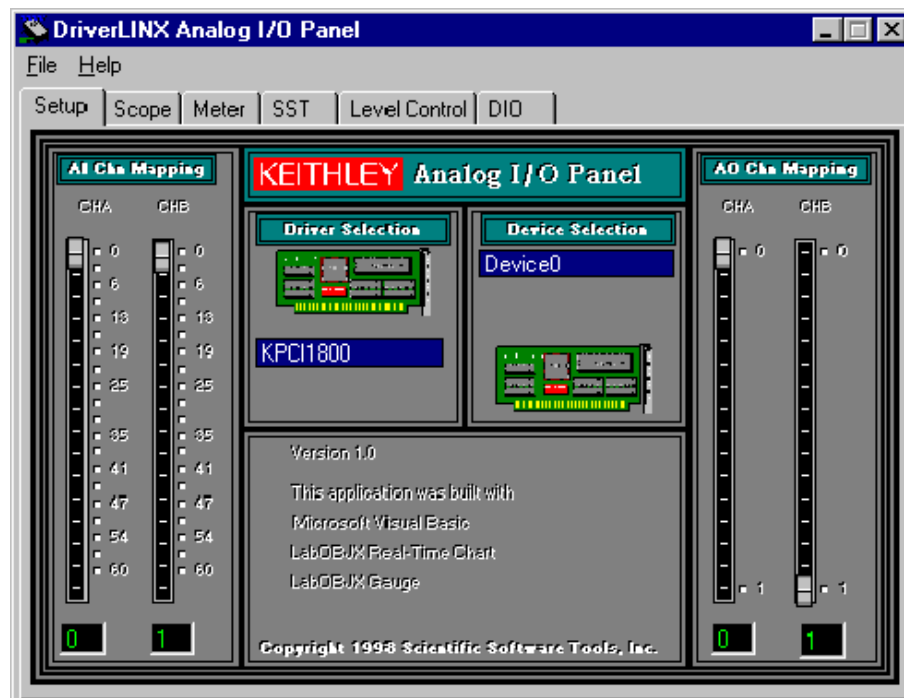 DriverLINX Analog I/O Panel
File Help
Setup Scope Meter SST Level Control DIO
AI Chn Mapping
CHA CHB
0 0
6 6
13 13
19 19
25 25
35 35
41 41
47 47
54 54
60 60
0 1
KEITHLEY Analog I/O Panel
Driver Selection
KPCI1800
Device Selection
Device0
Version 1.0
This application was built with
Microsoft Visual Basic
LabOBJX Real-Time Chart
LabOBJX Gauge
Copyright 1998 Scientific Software Tools, Inc.
AO Chn Mapping
CHA CHB
0 0
1 1
0 1